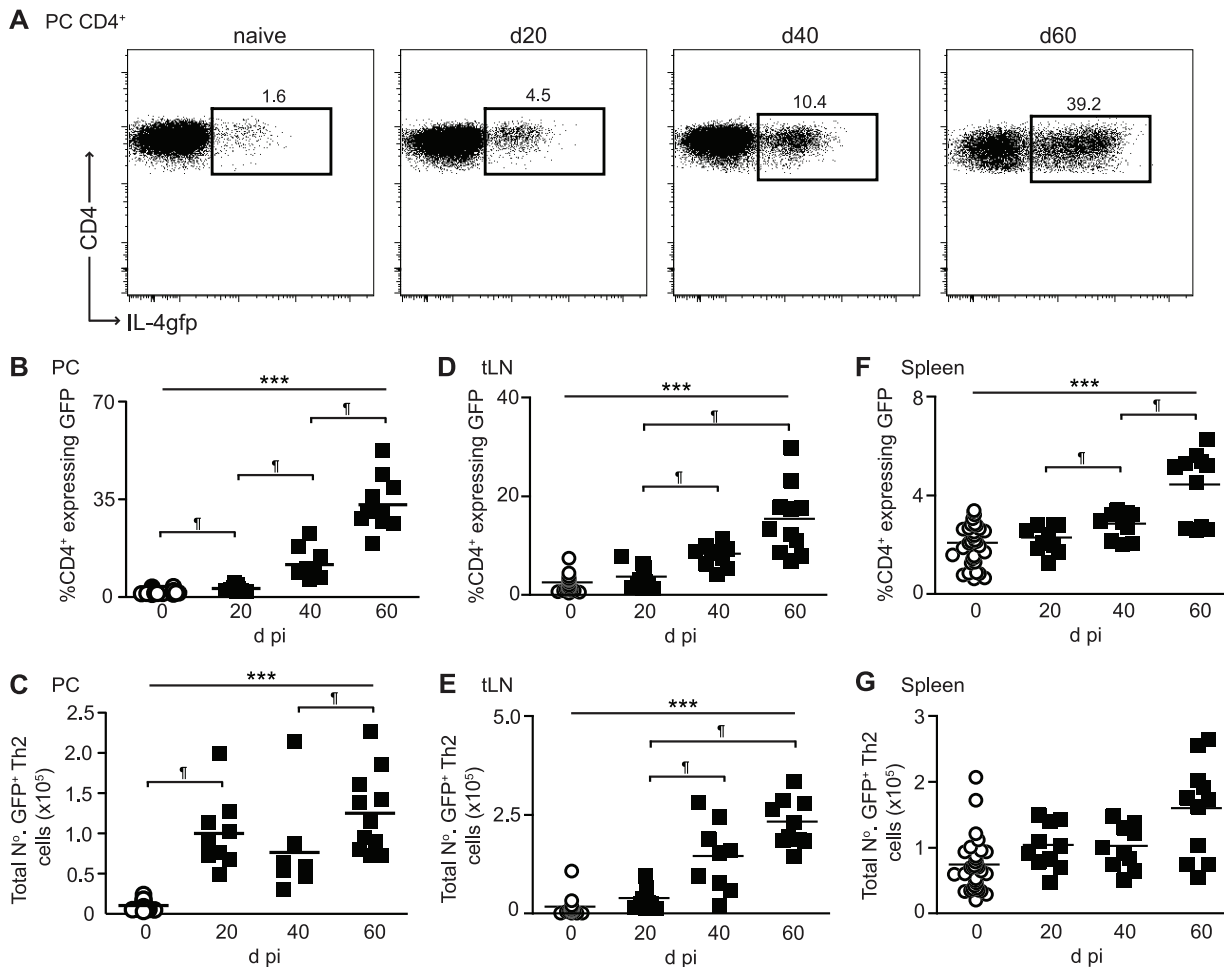 A PC CD4⁺
naive d20 d40 d60
1.6 4.5 10.4 39.2
CD4
IL-4gfp
B PC
%CD4⁺ expressing GFP
***
¶ ¶ ¶
70
35
0
0 20 40 60
d pi
D tLN
%CD4⁺ expressing GFP
***
¶
¶
40
20
0
0 20 40 60
d pi
F Spleen
%CD4⁺ expressing GFP
***
¶
¶
8
4
0
0 20 40 60
d pi
C PC
Total Nº. GFP⁺ Th2
cells (x10⁵)
***
¶
¶
2.5
2.0
1.5
1.0
0.5
0
0 20 40 60
d pi
E tLN
Total Nº. GFP⁺ Th2
cells (x10⁵)
***
¶
¶
5.0
2.5
0
0 20 40 60
d pi
G Spleen
Total Nº. GFP⁺ Th2
cells (x10⁵)
3
2
1
0
0 20 40 60
d pi